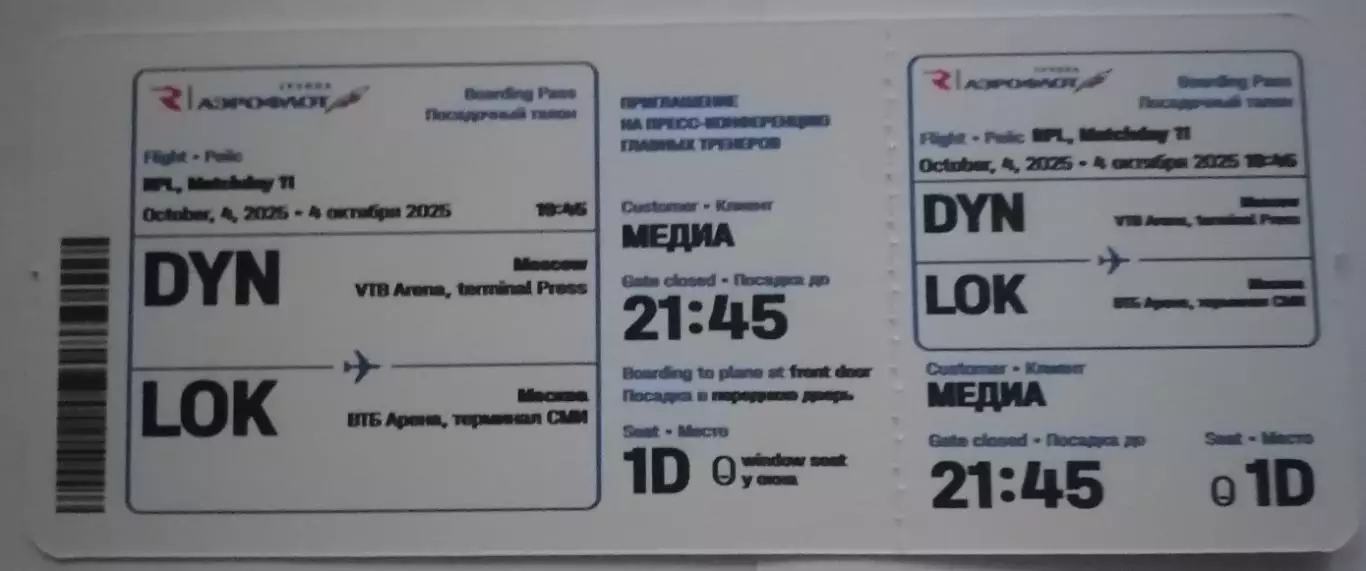 ГРУППА
АЭРОФЛОТ
Boarding Pass
Посадочный талон
Flight • Рейс
RPL, Matchday 11
October, 4, 2025 • 4 октября 2025 19:45
DYN
Moscow
VTB Arena, terminal Press
LOK
Москва
ВТБ Арена, терминал СМИ
ПРИГЛАШЕНИЕ
НА ПРЕСС-КОНФЕРЕНЦИЮ
ГЛАВНЫХ ТРЕНЕРОВ
Customer • Клиент
МЕДИА
Gate closed • Посадка до
21:45
Boarding to plane at front door
Посадка в переднюю дверь
Seat • Место
1D window seat
у окна
ГРУППА
АЭРОФЛОТ
Boarding Pass
Посадочный талон
Flight • Рейс RPL, Matchday 11
October, 4, 2025 • 4 октября 2025 19:45
DYN
Moscow
VTB Arena, terminal Press
LOK
Москва
ВТБ Арена, терминал СМИ
Customer • Клиент
МЕДИА
Gate closed • Посадка до
21:45
Seat • Место
1D